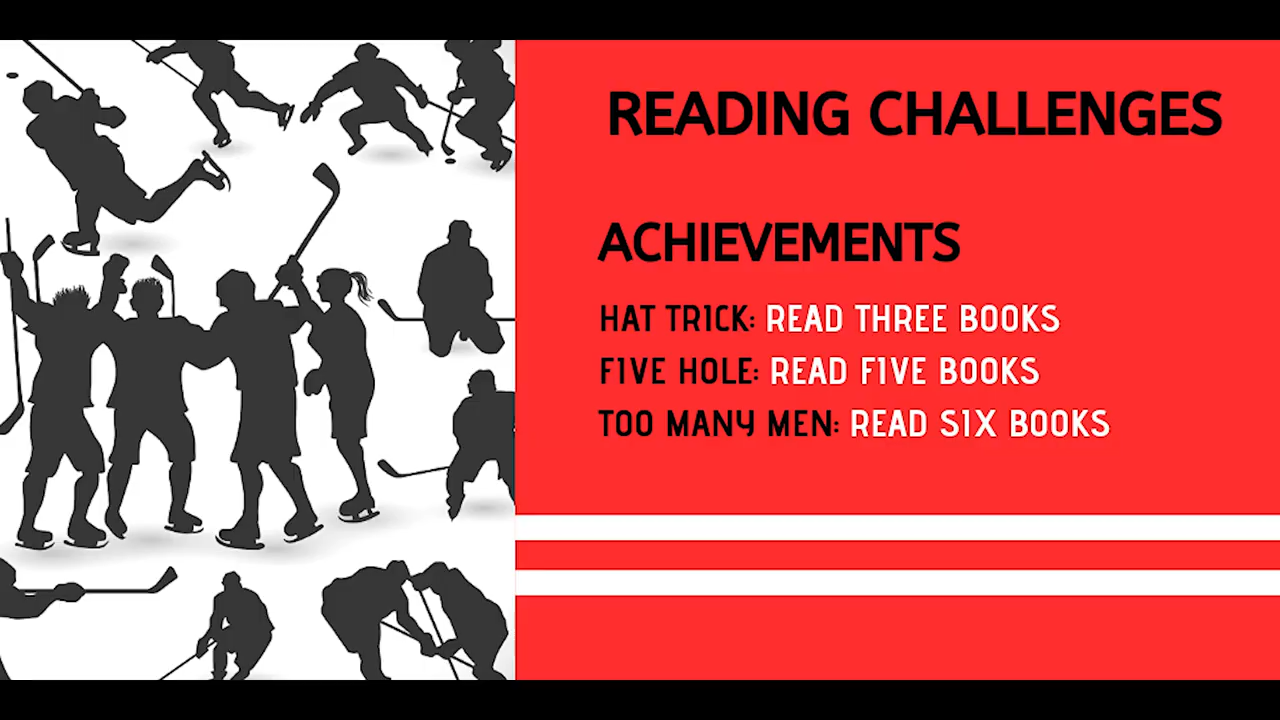 READING CHALLENGES
ACHIEVEMENTS
HAT TRICK: READ THREE BOOKS
FIVE HOLE: READ FIVE BOOKS
TOO MANY MEN: READ SIX BOOKS